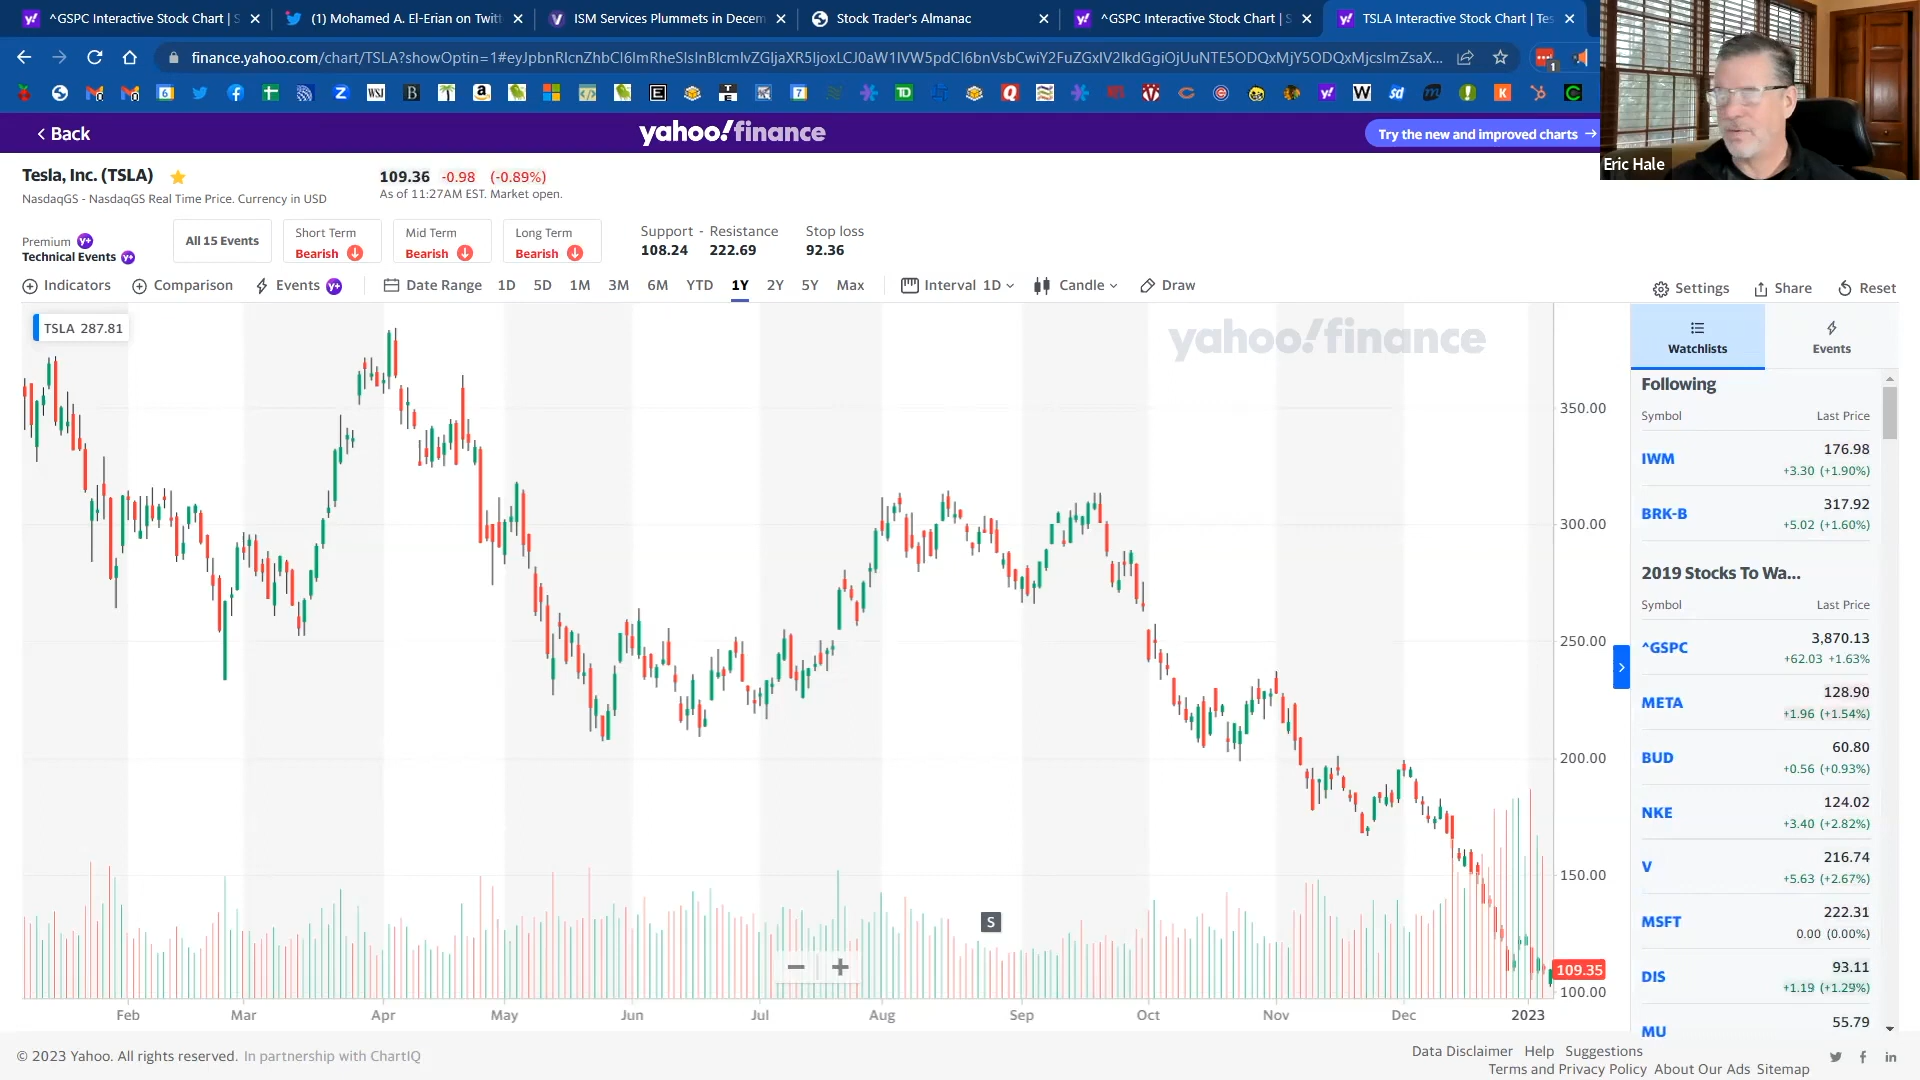 ^GSPC Interactive Stock Chart | S
(1) Mohamed A. El-Erian on Twitt
ISM Services Plummets in Decem
Stock Trader's Almanac
^GSPC Interactive Stock Chart | S
TSLA Interactive Stock Chart | Tes
Eric Hale
< Back
yahoo!finance
Try the new and improved charts →
Tesla, Inc. (TSLA)
NasdaqGS - NasdaqGS Real Time Price. Currency in USD
109.36 -0.98 (-0.89%)
As of 11:27AM EST. Market open.
Premium Y+
Technical Events Y+
All 15 Events
Short Term
Bearish
Mid Term
Bearish
Long Term
Bearish
Support - Resistance
108.24 222.69
Stop loss
92.36
Indicators
Comparison
Events Y+
Date Range 1D 5D 1M 3M 6M YTD 1Y 2Y 5Y Max
Interval 1D
Candle
Draw
Settings
Share
Reset
TSLA 287.81
yahoo!finance
350.00
300.00
250.00
200.00
150.00
109.35
100.00
S
− +
Feb Mar Apr May Jun Jul Aug Sep Oct Nov Dec 2023
Watchlists
Events
Following
Symbol Last Price
IWM 176.98
+3.30 (+1.90%)
BRK-B 317.92
+5.02 (+1.60%)
2019 Stocks To Wa...
Symbol Last Price
^GSPC 3,870.13
+62.03 +1.63%
META 128.90
+1.96 (+1.54%)
BUD 60.80
+0.56 (+0.93%)
NKE 124.02
+3.40 (+2.82%)
V 216.74
+5.63 (+2.67%)
MSFT 222.31
0.00 (0.00%)
DIS 93.11
+1.19 (+1.29%)
MU 55.79
© 2023 Yahoo. All rights reserved. In partnership with ChartIQ
Data Disclaimer Help Suggestions
Terms and Privacy Policy About Our Ads Sitemap